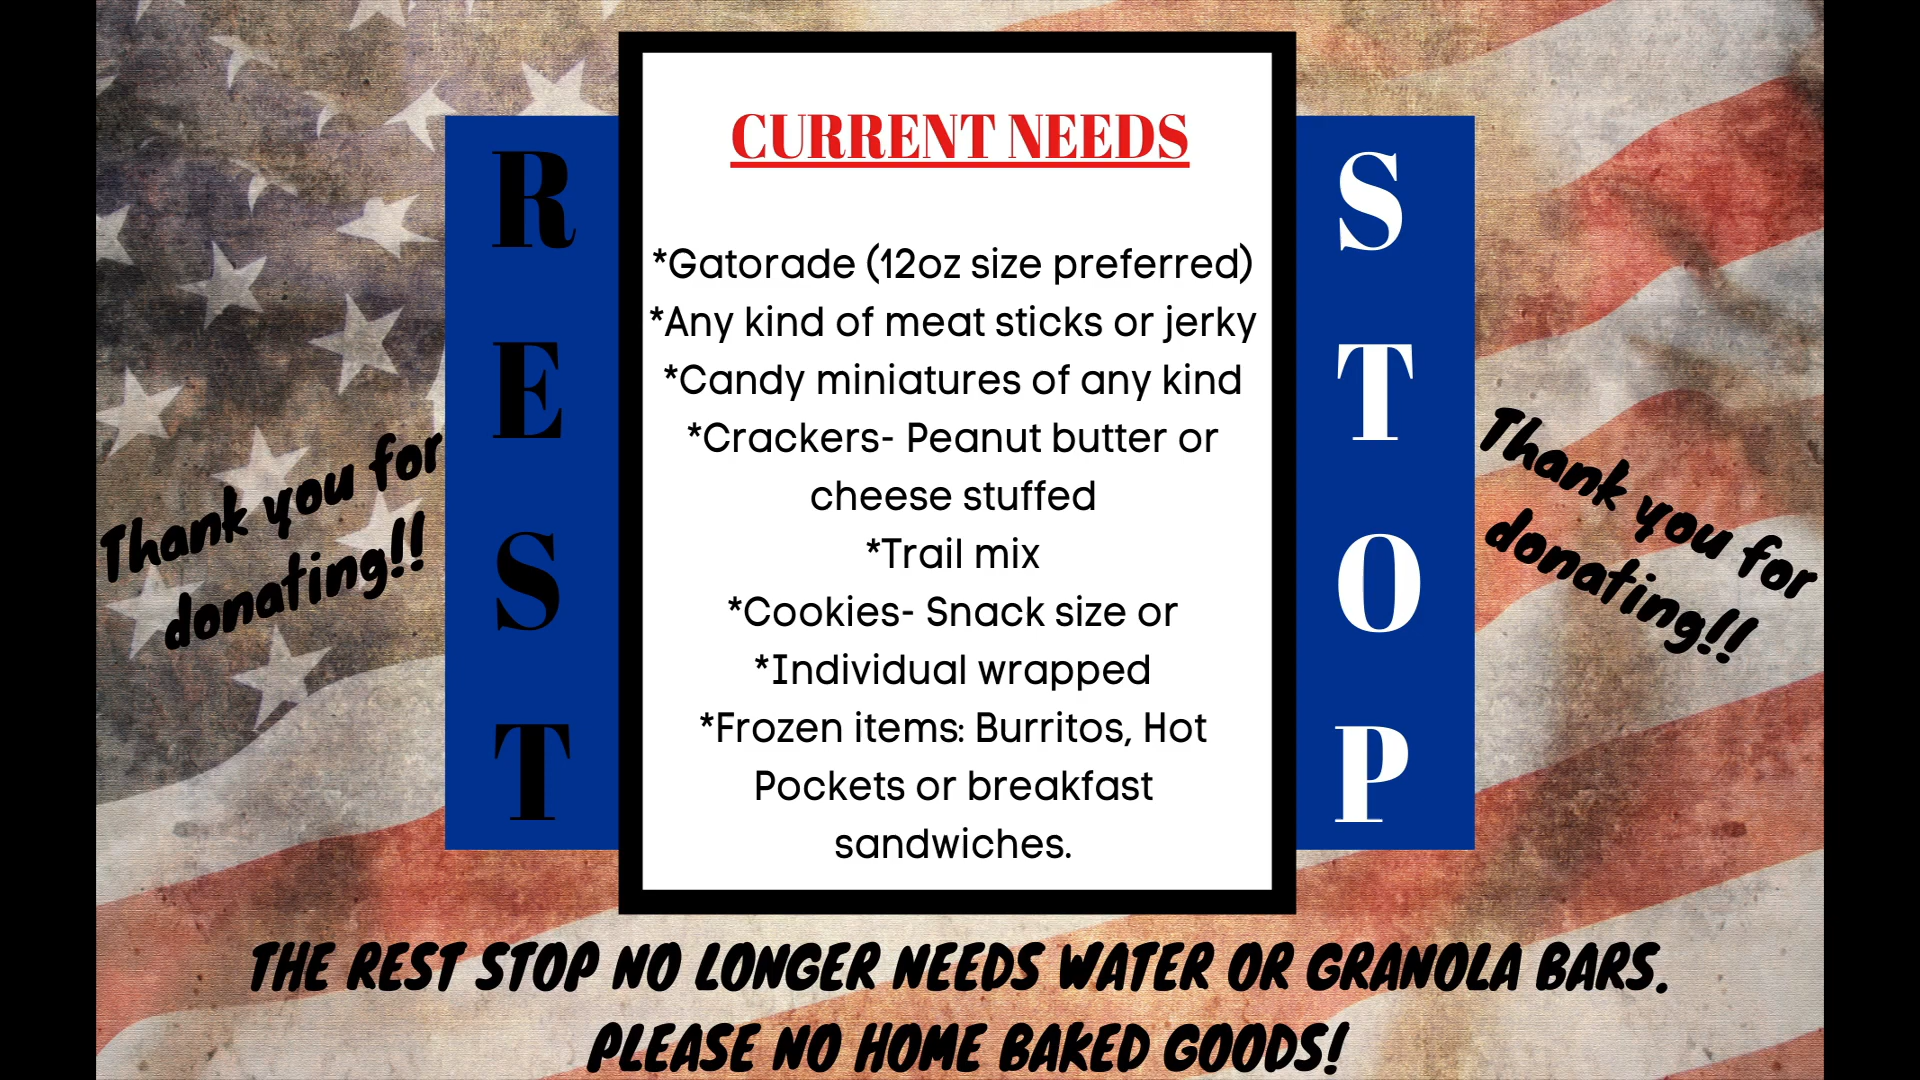 CURRENT NEEDS
*Gatorade (12oz size preferred)
*Any kind of meat sticks or jerky
*Candy miniatures of any kind
*Crackers- Peanut butter or
cheese stuffed
*Trail mix
*Cookies- Snack size or
*Individual wrapped
*Frozen items: Burritos, Hot
Pockets or breakfast
sandwiches.
R
E
S
T
S
T
O
P
Thank you for
donating!!
Thank you for
donating!!
THE REST STOP NO LONGER NEEDS WATER OR GRANOLA BARS.
PLEASE NO HOME BAKED GOODS!